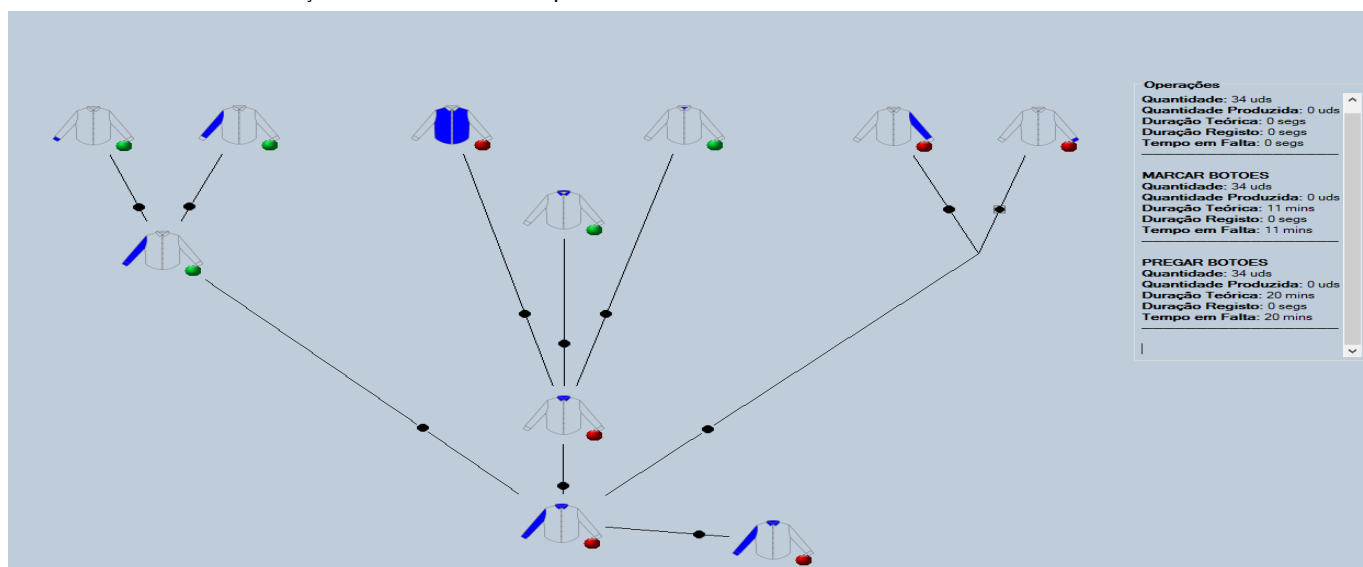 Operações
Quantidade: 34 uds
Quantidade Produzida: 0 uds
Duração Teórica: 0 segs
Duração Registo: 0 segs
Tempo em Falta: 0 segs
MARCAR BOTOES
Quantidade: 34 uds
Quantidade Produzida: 0 uds
Duração Teórica: 11 mins
Duração Registo: 0 segs
Tempo em Falta: 11 mins
PREGAR BOTOES
Quantidade: 34 uds
Quantidade Produzida: 0 uds
Duração Teórica: 20 mins
Duração Registo: 0 segs
Tempo em Falta: 20 mins